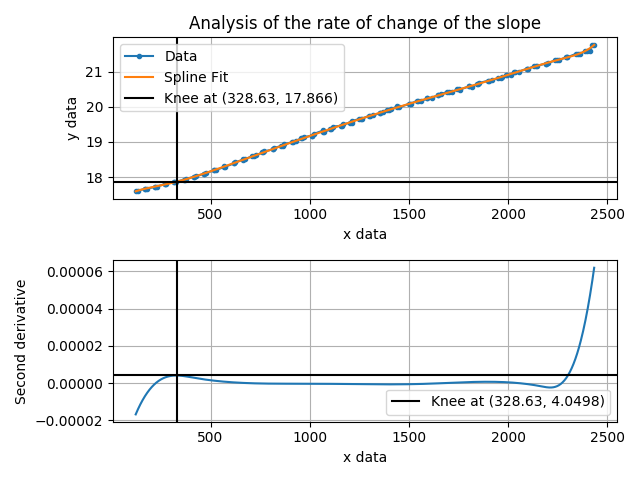 Analysis of the rate of change of the slope
Data
Spline Fit
Knee at (328.63, 17.866)
y data
21
20
19
18
500
1000
1500
2000
2500
x data
Second derivative
0.00006
0.00004
0.00002
0.00000
−0.00002
Knee at (328.63, 4.0498)
500
1000
1500
2000
2500
x data